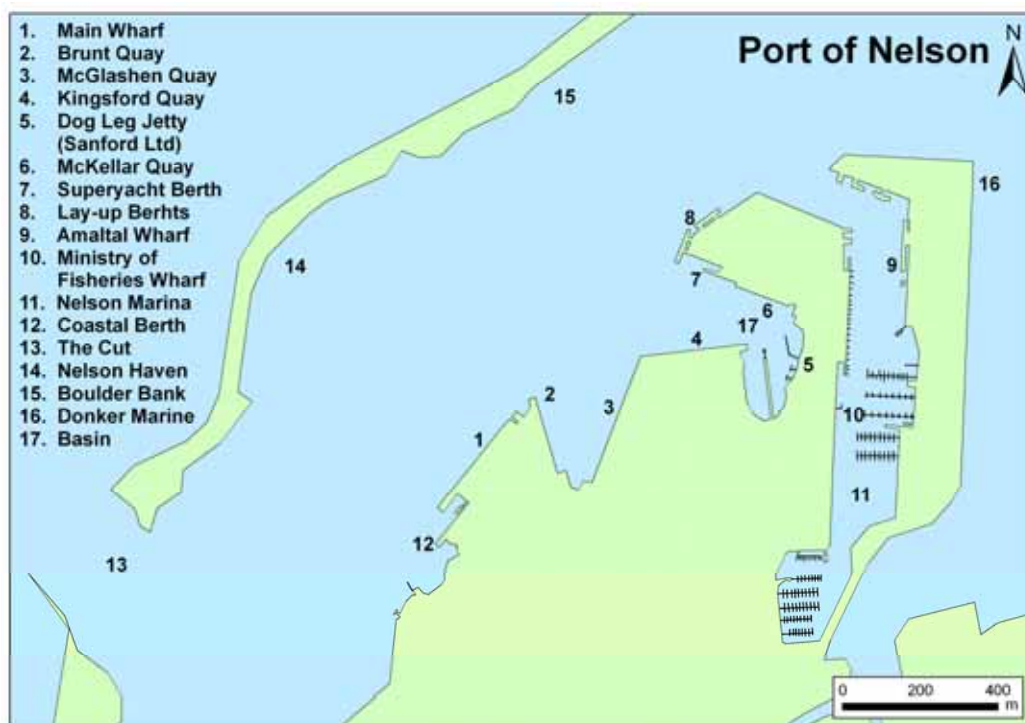 Port of Nelson
N
1. Main Wharf
2. Brunt Quay
3. McGlashen Quay
4. Kingsford Quay
5. Dog Leg Jetty
(Sanford Ltd)
6. McKellar Quay
7. Superyacht Berth
8. Lay-up Berhts
9. Amaltal Wharf
10. Ministry of
Fisheries Wharf
11. Nelson Marina
12. Coastal Berth
13. The Cut
14. Nelson Haven
15. Boulder Bank
16. Donker Marine
17. Basin
15
16
8
14
9
7
6
17
4
5
2
3
10
1
11
12
13
0 200 400
m